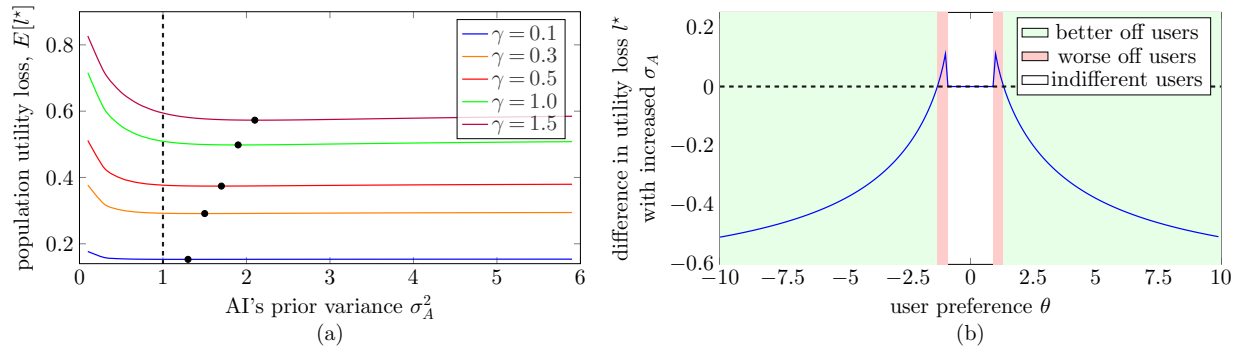 population utility loss, E[l*]
0.8
0.6
0.4
0.2
0 1 2 3 4 5 6
AI's prior variance σ_A^2
(a)
γ = 0.1
γ = 0.3
γ = 0.5
γ = 1.0
γ = 1.5
difference in utility loss l*
with increased σ_A
0.2
0
−0.2
−0.4
−0.6
−10 −7.5 −5 −2.5 0 2.5 5 7.5 10
user preference θ
(b)
better off users
worse off users
indifferent users